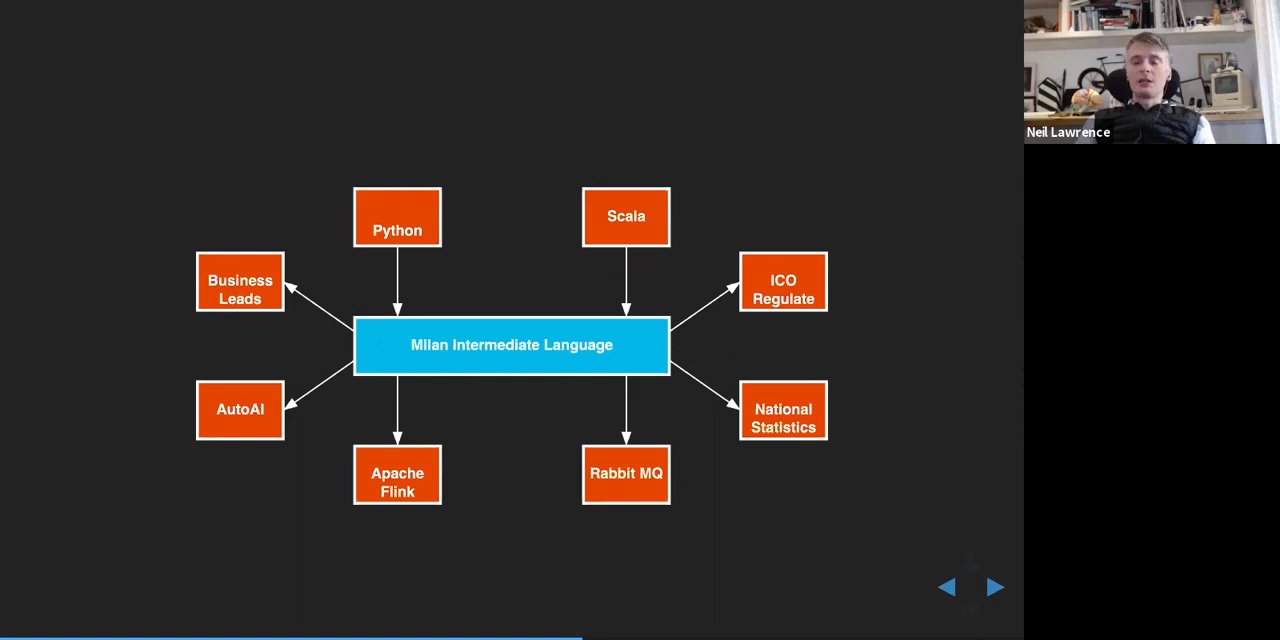 Neil Lawrence
Python
Scala
Business
Leads
ICO
Regulate
Milan Intermediate Language
AutoAI
National
Statistics
Apache
Flink
Rabbit MQ